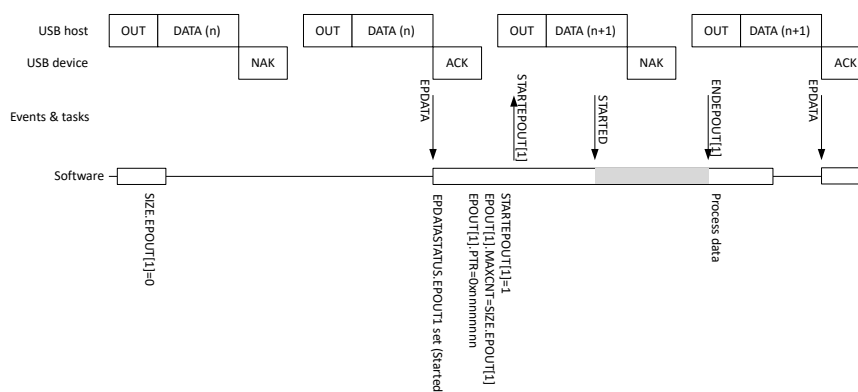 USB host
OUT DATA (n) OUT DATA (n) OUT DATA (n+1) OUT DATA (n+1)
USB device
NAK ACK NAK ACK
Events & tasks
EPDATA
STARTEPOUT[1]
STARTED
ENDEPOUT[1]
EPDATA
Software
SIZE.EPOUT[1]=0
EPDATASTATUS.EPOUT1 set (Started
STARTEPOUT[1]=1
EPOUT[1].MAXCNT=SIZE.EPOUT[1]
EPOUT[1].PTR=0xnnnnnnnn
Process data